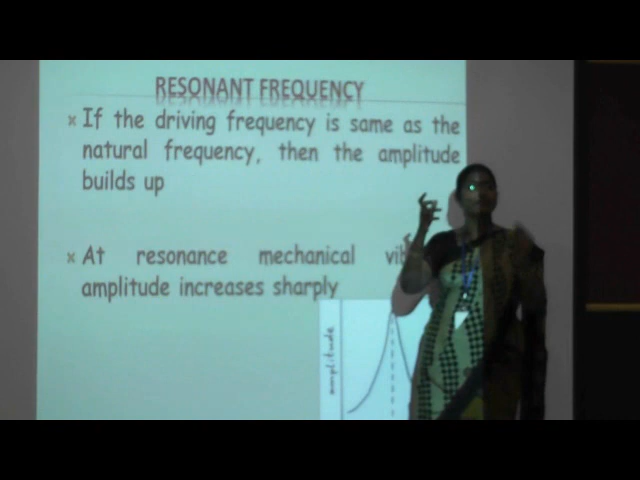 RESONANT FREQUENCY
If the driving frequency is same as the
natural frequency, then the amplitude
builds up
At resonance mechanical
amplitude increases sharply
amplitude